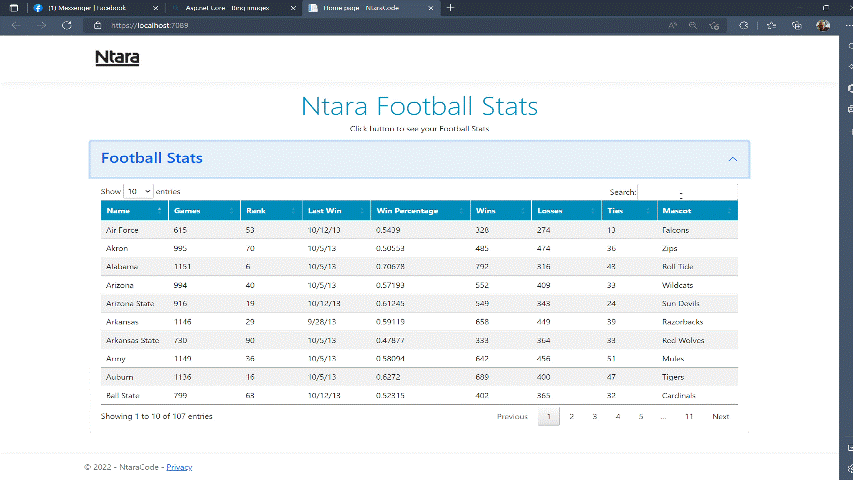 (1) Messenger | Facebook Asp.net Core - Bing images Home page - NtaraCode
https://localhost:7089
Ntara
Ntara Football Stats
Click button to see your Football Stats
Football Stats
Show 10 entries Search:
Name Games Rank Last Win Win Percentage Wins Losses Ties Mascot
Air Force 615 53 10/12/13 0.5439 328 274 13 Falcons
Akron 995 70 10/5/13 0.50553 485 474 36 Zips
Alabama 1151 6 10/5/13 0.70678 792 316 43 Roll Tide
Arizona 994 40 10/5/13 0.57193 552 409 33 Wildcats
Arizona State 916 19 10/12/13 0.61245 549 343 24 Sun Devils
Arkansas 1146 29 9/28/13 0.59119 658 449 39 Razorbacks
Arkansas State 730 90 10/5/13 0.47877 333 364 33 Red Wolves
Army 1149 36 10/5/13 0.58094 642 456 51 Mules
Auburn 1136 16 10/5/13 0.6272 689 400 47 Tigers
Ball State 799 63 10/12/13 0.52315 402 365 32 Cardinals
Showing 1 to 10 of 107 entries Previous 1 2 3 4 5 ... 11 Next
© 2022 - NtaraCode - Privacy